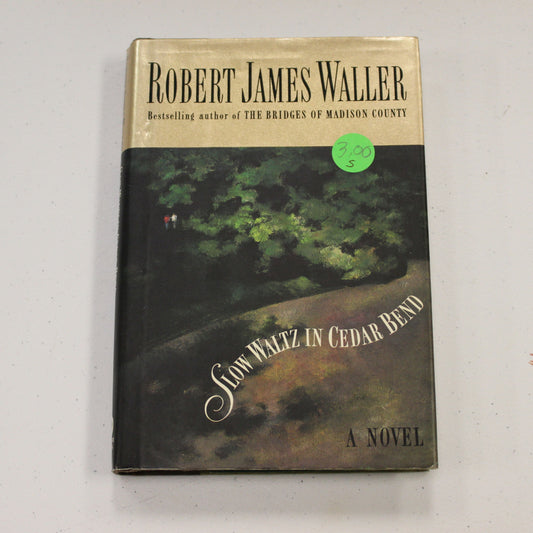 ROBERT JAMES WALLER
Bestselling author of THE BRIDGES OF MADISON COUNTY
3.00
S
SLOW WALTZ IN CEDAR BEND
A NOVEL